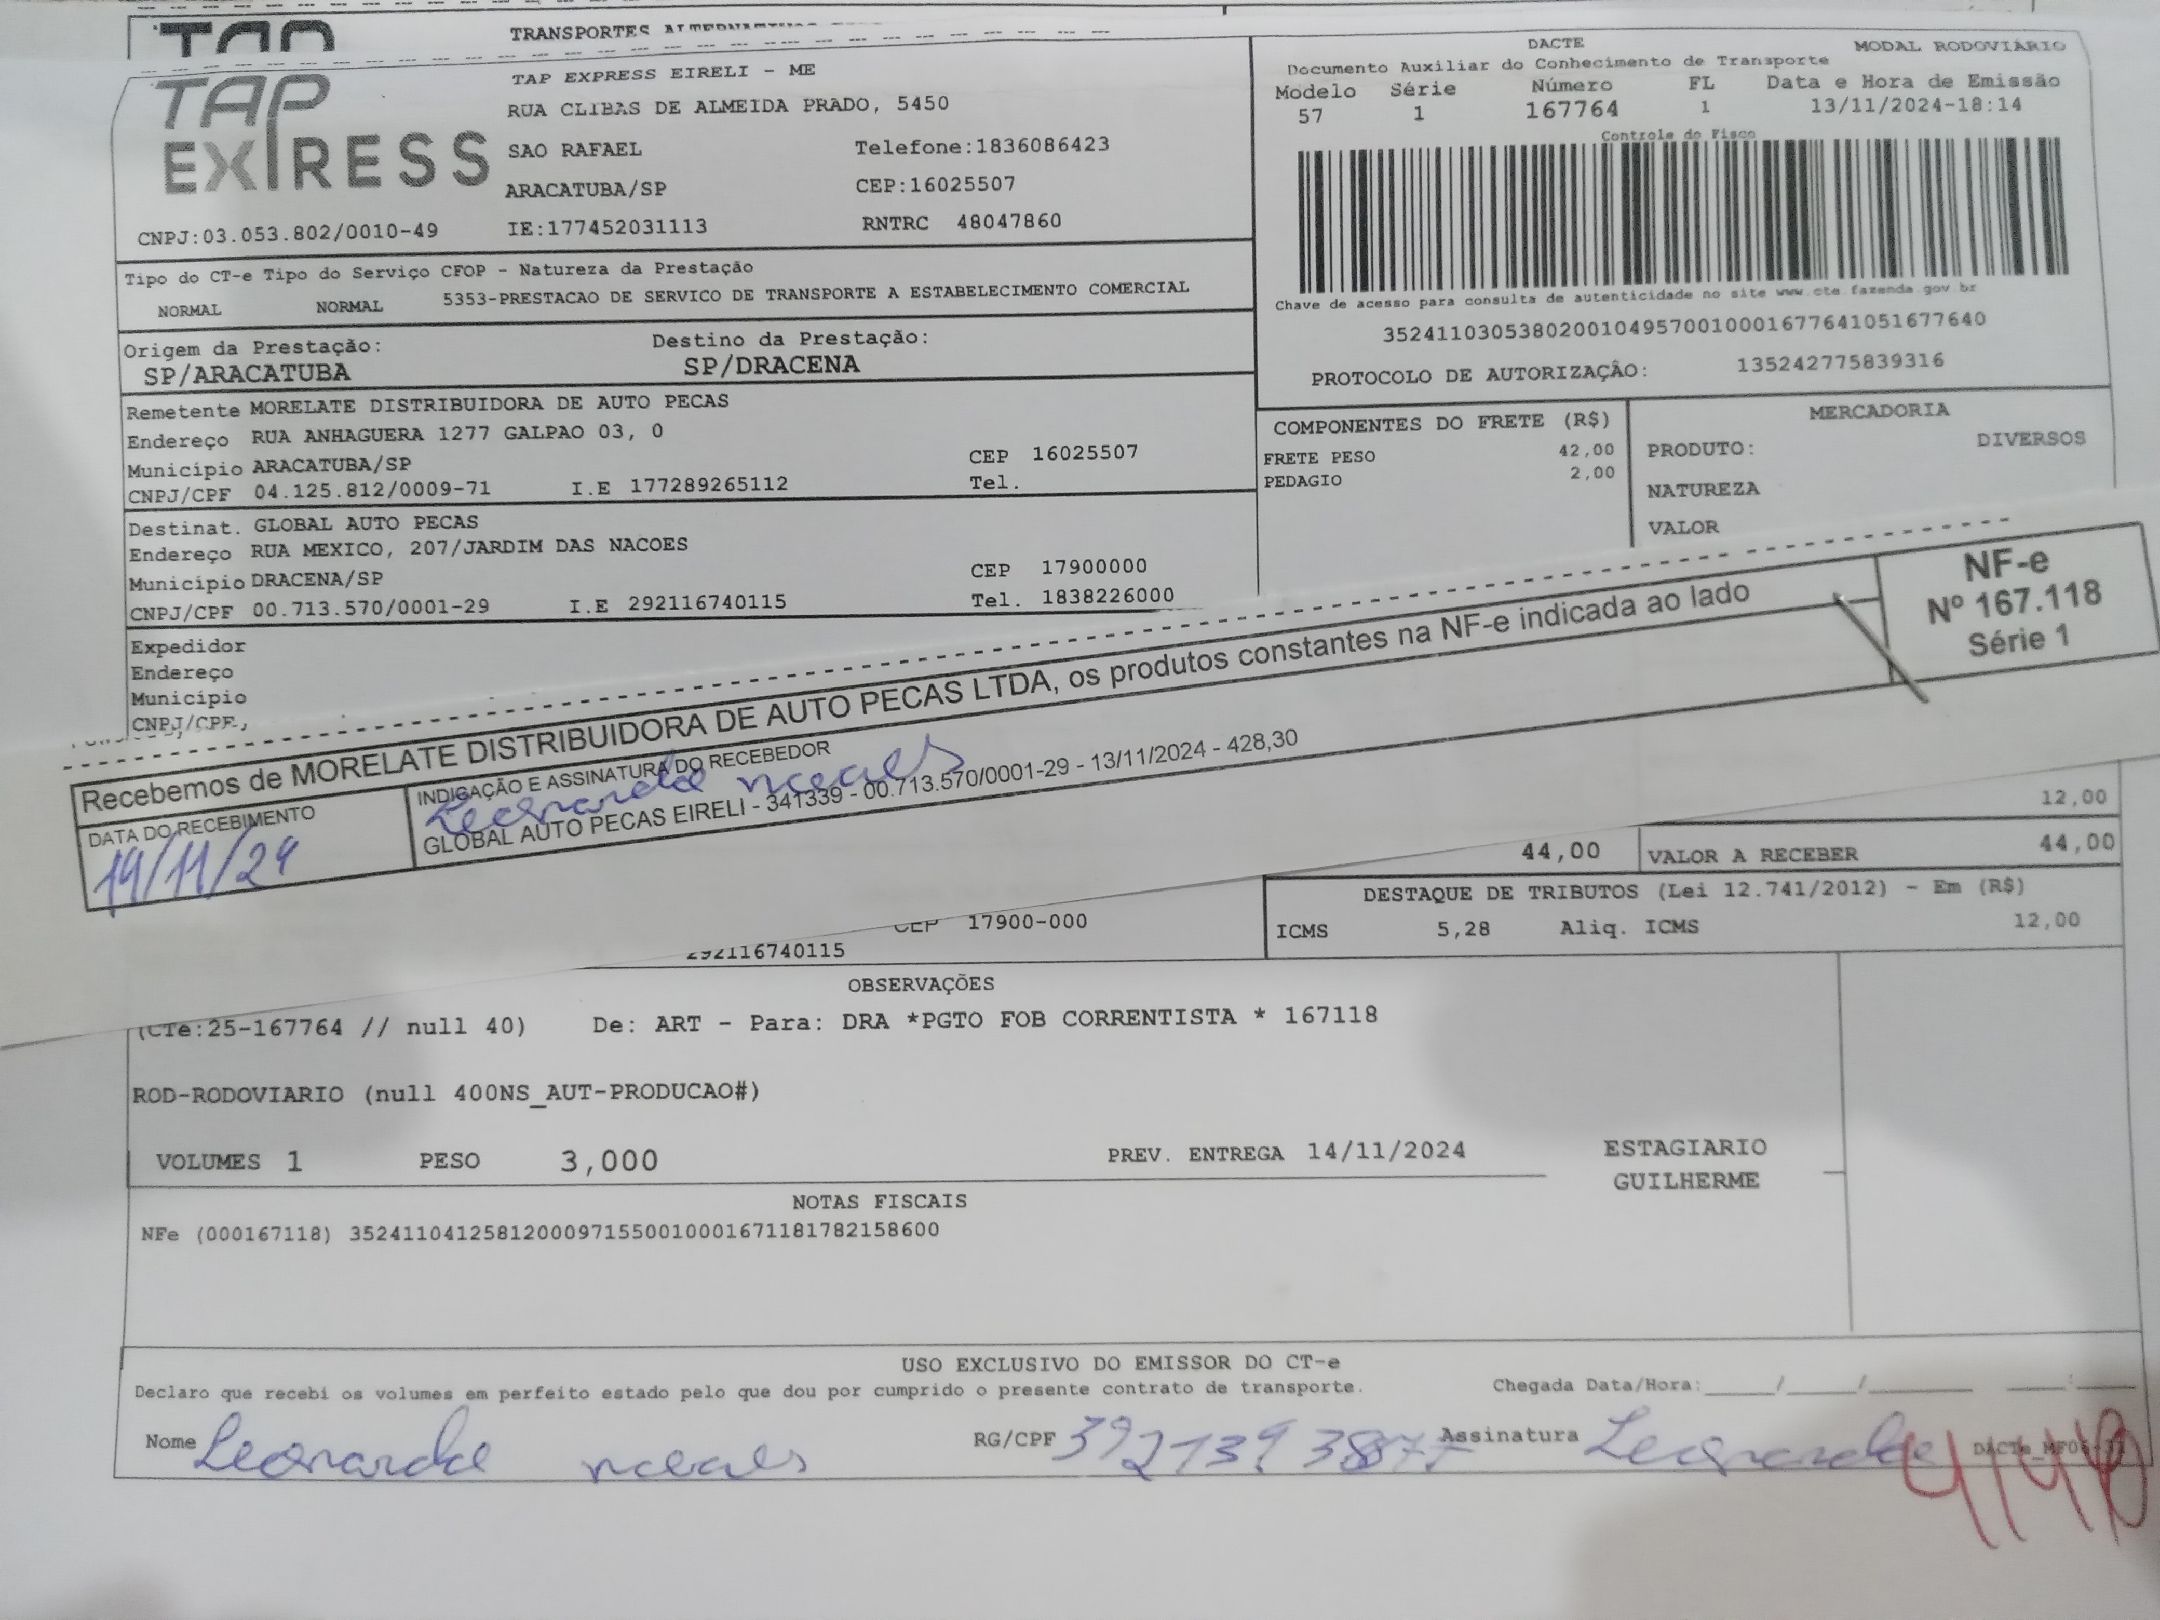 TRANSPORTES
TAP EXPRESS
TAP EXPRESS EIRELI - ME
RUA CLIBAS DE ALMEIDA PRADO, 5450
SAO RAFAEL Telefone:1836086423
ARACATUBA/SP CEP:16025507
CNPJ:03.053.802/0010-49 IE:177452031113 RNTRC 48047860
DACTE MODAL RODOVIÁRIO
Documento Auxiliar do Conhecimento de Transporte
Modelo Série Número FL Data e Hora de Emissão
57 1 167764 1 13/11/2024-18:14
Controle do Fisco
Chave de acesso para consulta de autenticidade no site www.cte.fazenda.gov.br
35241103053802001049570010001677641051677640
PROTOCOLO DE AUTORIZAÇÃO: 135242775839316
Tipo do CT-e Tipo do Serviço CFOP - Natureza da Prestação
NORMAL NORMAL 5353-PRESTACAO DE SERVICO DE TRANSPORTE A ESTABELECIMENTO COMERCIAL
Origem da Prestação: Destino da Prestação:
SP/ARACATUBA SP/DRACENA
Remetente MORELATE DISTRIBUIDORA DE AUTO PECAS
Endereço RUA ANHAGUERA 1277 GALPAO 03, 0
Município ARACATUBA/SP CEP 16025507
CNPJ/CPF 04.125.812/0009-71 I.E 177289265112 Tel.
Destinat. GLOBAL AUTO PECAS
Endereço RUA MEXICO, 207/JARDIM DAS NACOES
Município DRACENA/SP CEP 17900000
CNPJ/CPF 00.713.570/0001-29 I.E 292116740115 Tel. 1838226000
Expedidor
Endereço
Município
CNPJ/CPF
COMPONENTES DO FRETE (R$)
FRETE PESO 42,00
PEDAGIO 2,00
MERCADORIA
PRODUTO: DIVERSOS
NATUREZA
VALOR
Recebemos de MORELATE DISTRIBUIDORA DE AUTO PECAS LTDA, os produtos constantes na NF-e indicada ao lado
NF-e
Nº 167.118
Série 1
DATA DO RECEBIMENTO
14/11/24
INDICAÇÃO E ASSINATURA DO RECEBEDOR
GLOBAL AUTO PECAS EIRELI - 341339 - 00.713.570/0001-29 - 13/11/2024 - 428,30
12,00
44,00 VALOR A RECEBER 44,00
DESTAQUE DE TRIBUTOS (Lei 12.741/2012) - Em (R$)
ICMS 5,28 Aliq. ICMS 12,00
CEP 17900-000
292116740115
OBSERVAÇÕES
(CTe:25-167764 // null 40) De: ART - Para: DRA *PGTO FOB CORRENTISTA * 167118
ROD-RODOVIARIO (null 400NS_AUT-PRODUCAO#)
VOLUMES 1 PESO 3,000 PREV. ENTREGA 14/11/2024 ESTAGIARIO
GUILHERME
NOTAS FISCAIS
NFe (000167118) 35241104125812000971550010001671181782158600
USO EXCLUSIVO DO EMISSOR DO CT-e
Declaro que recebi os volumes em perfeito estado pelo que dou por cumprido o presente contrato de transporte. Chegada Data/Hora:____/____/____ ____:____
Nome RG/CPF Assinatura